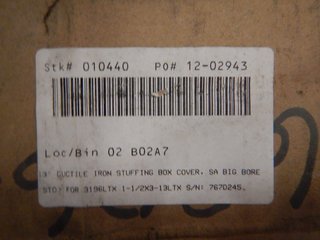 Stk# 010440 PO# 12-02943
Loc/Bin 02 B02A7
13" DUCTILE IRON STUFFING BOX COVER, SA BIG BORE
STD; FOR 3196LTX 1-1/2X3-13LTX S/N: 767D245.